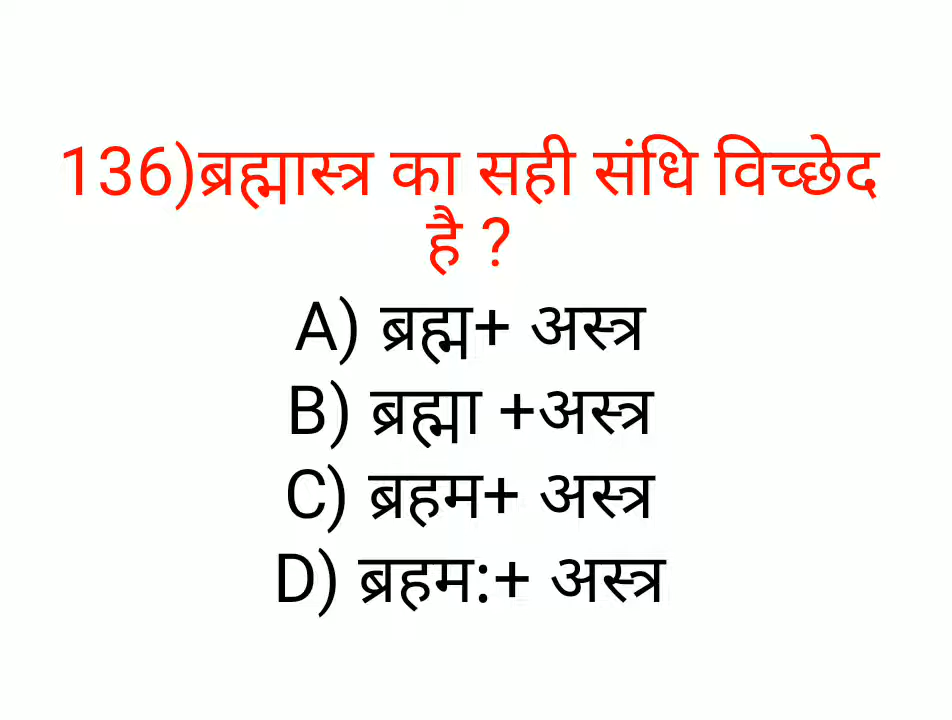 136)ब्रह्मास्त्र का सही संधि विच्छेद
है ?
A) ब्रह्म+ अस्त्र
B) ब्रह्मा +अस्त्र
C) ब्रहम+ अस्त्र
D) ब्रहम:+ अस्त्र